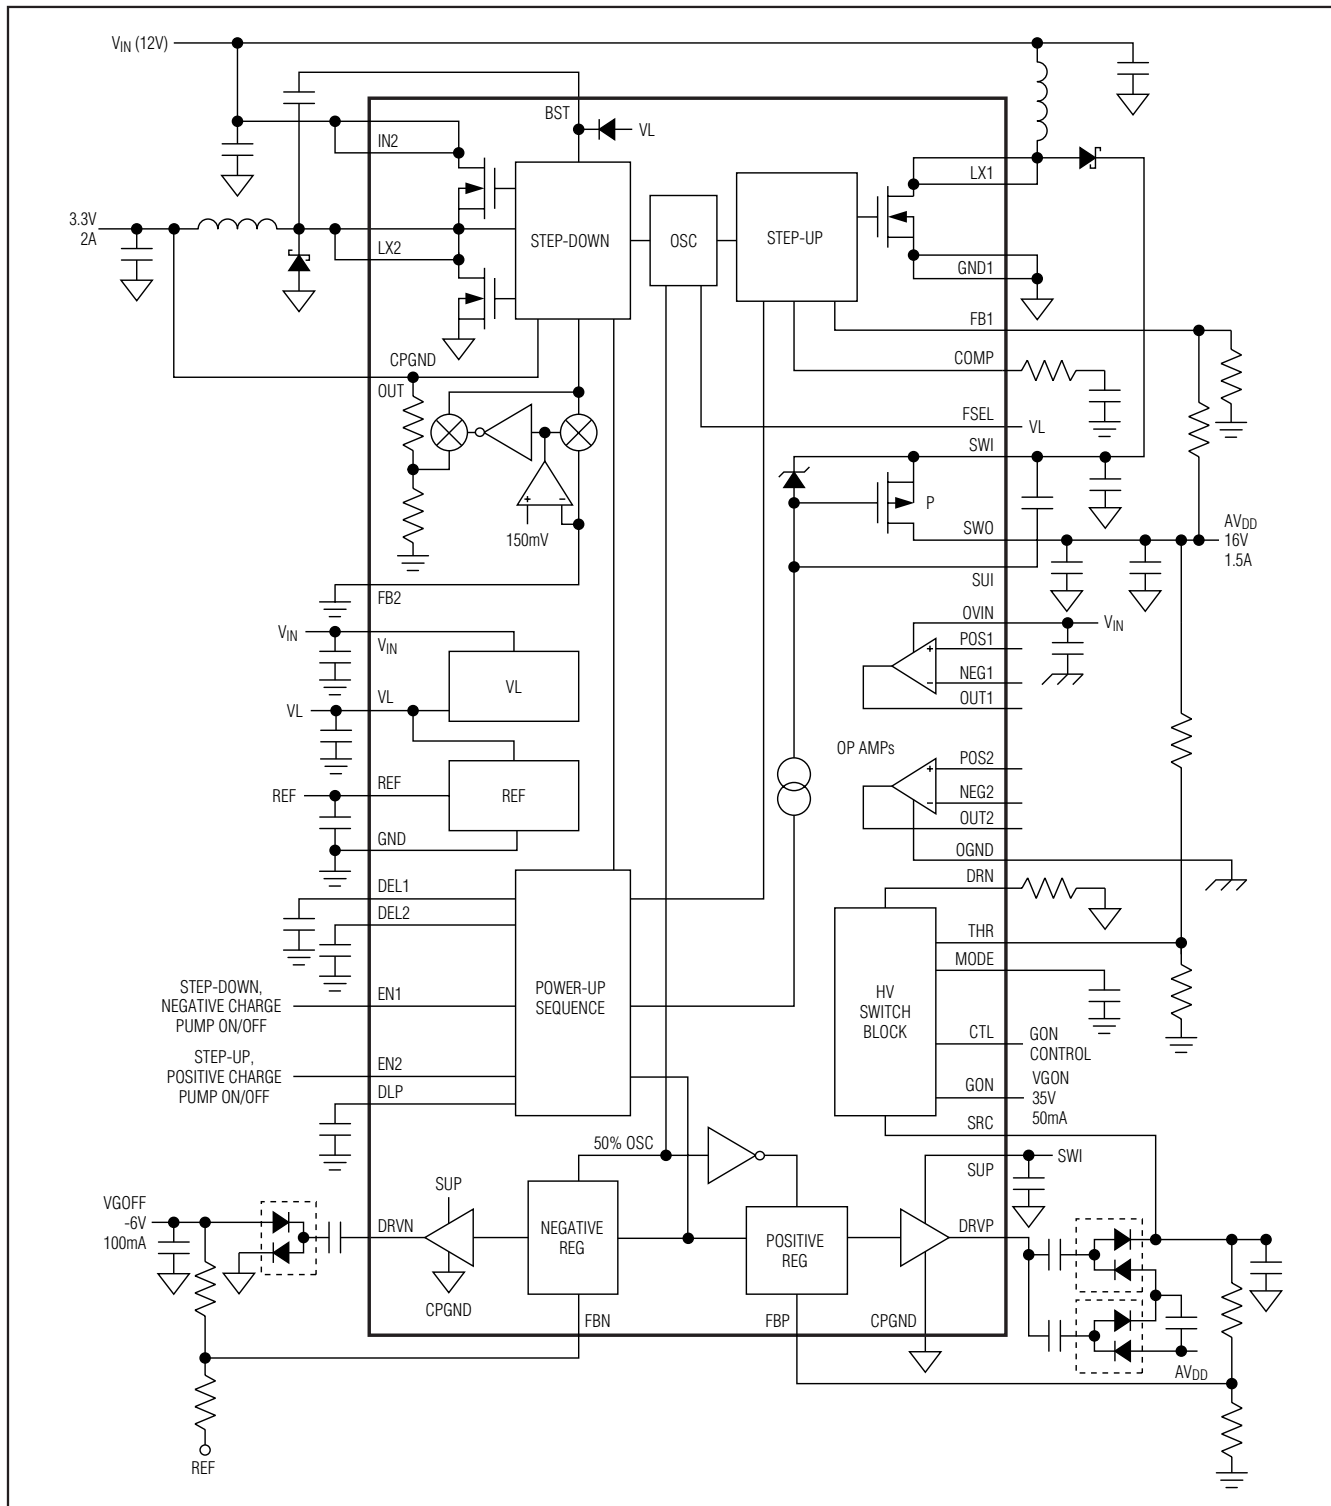 VIN (12V)
BST
VL
IN2
LX1
3.3V
2A
STEP-DOWN
OSC
STEP-UP
LX2
GND1
FB1
CPGND
COMP
OUT
FSEL
VL
SWI
P
+
−
150mV
SWO
AVDD
16V
1.5A
SUI
FB2
OVIN
VIN
VIN
VIN
POS1
+
−
NEG1
OUT1
VL
VL
VL
OP AMPs
POS2
+
−
NEG2
OUT2
REF
REF
REF
GND
OGND
DRN
DEL1
DEL2
THR
MODE
STEP-DOWN,
NEGATIVE CHARGE
PUMP ON/OFF
EN1
POWER-UP
SEQUENCE
HV
SWITCH
BLOCK
CTL
GON
CONTROL
STEP-UP,
POSITIVE CHARGE
PUMP ON/OFF
EN2
DLP
GON
VGON
35V
50mA
SRC
50% OSC
SUP
SWI
VGOFF
-6V
100mA
SUP
DRVN
NEGATIVE
REG
POSITIVE
REG
DRVP
CPGND
FBN
FBP
CPGND
AVDD
REF